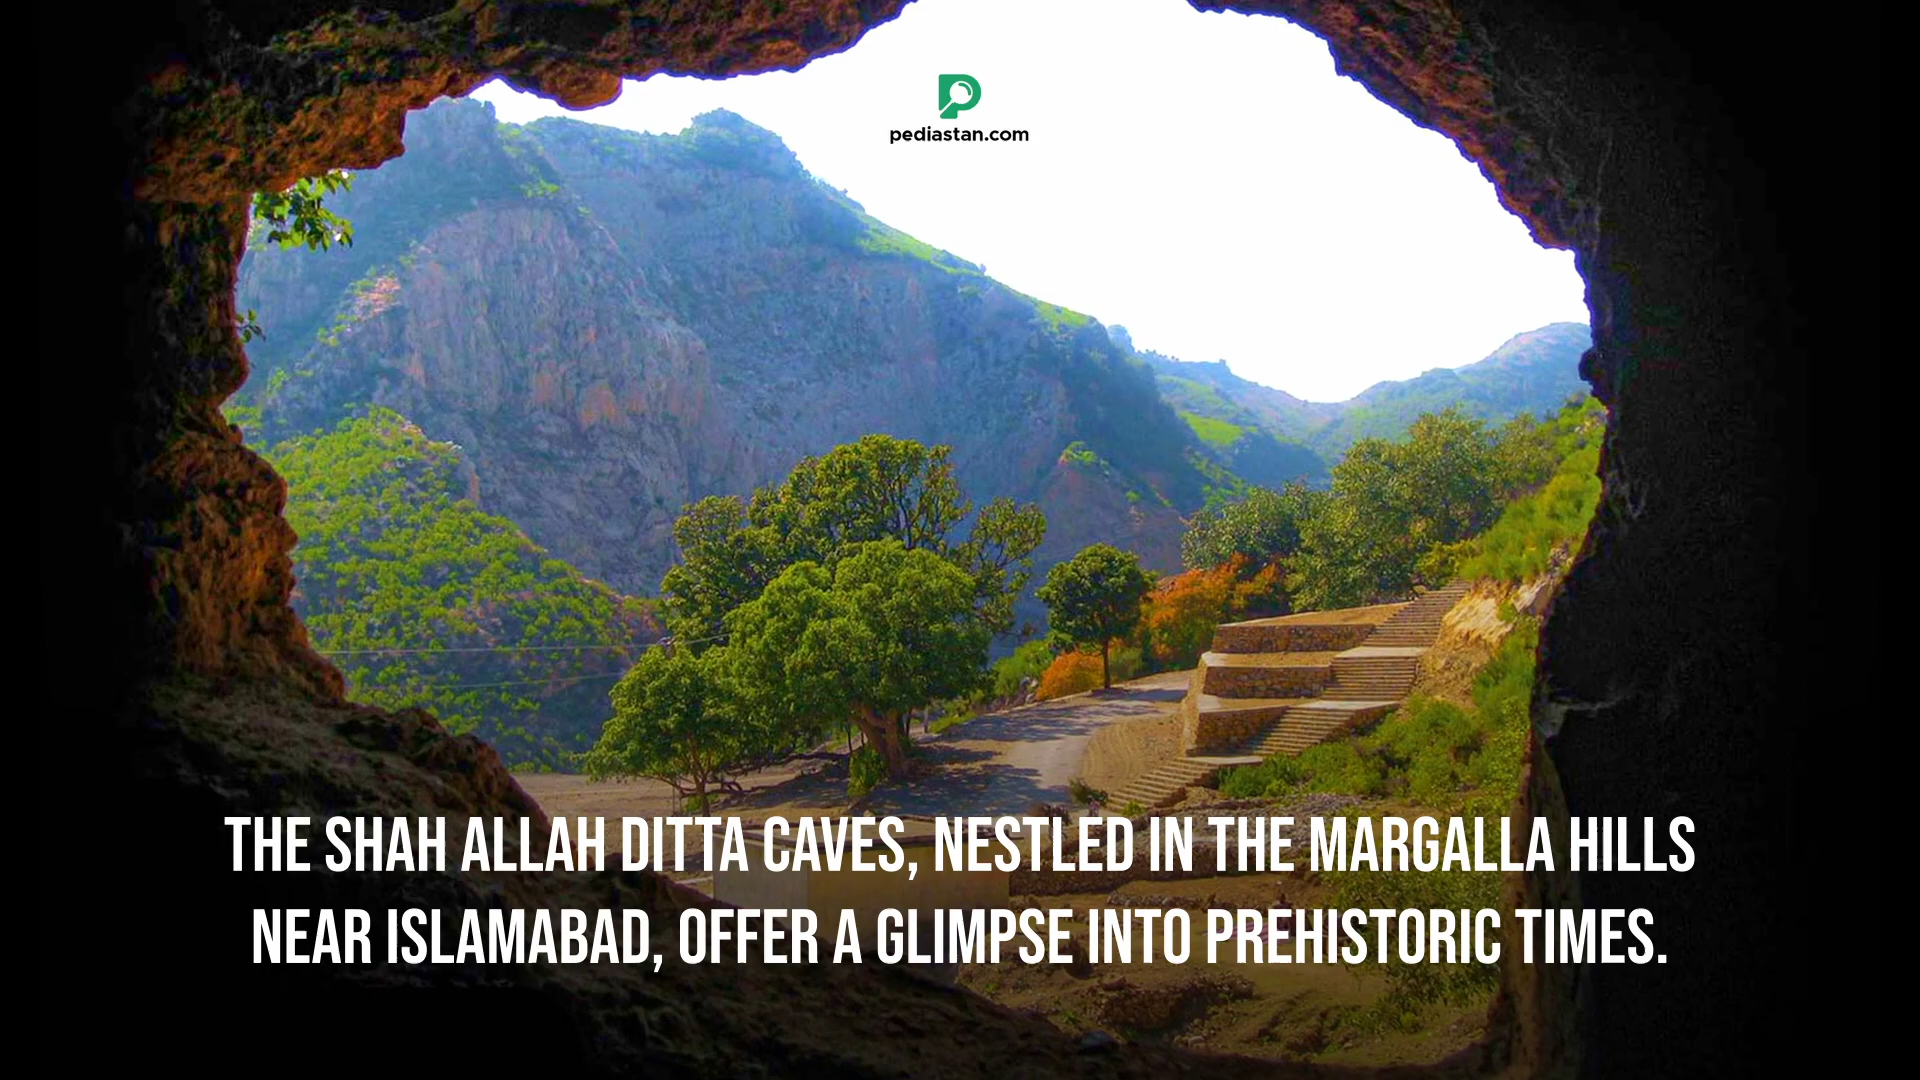 pediastan.com
THE SHAH ALLAH DITTA CAVES, NESTLED IN THE MARGALLA HILLS
NEAR ISLAMABAD, OFFER A GLIMPSE INTO PREHISTORIC TIMES.